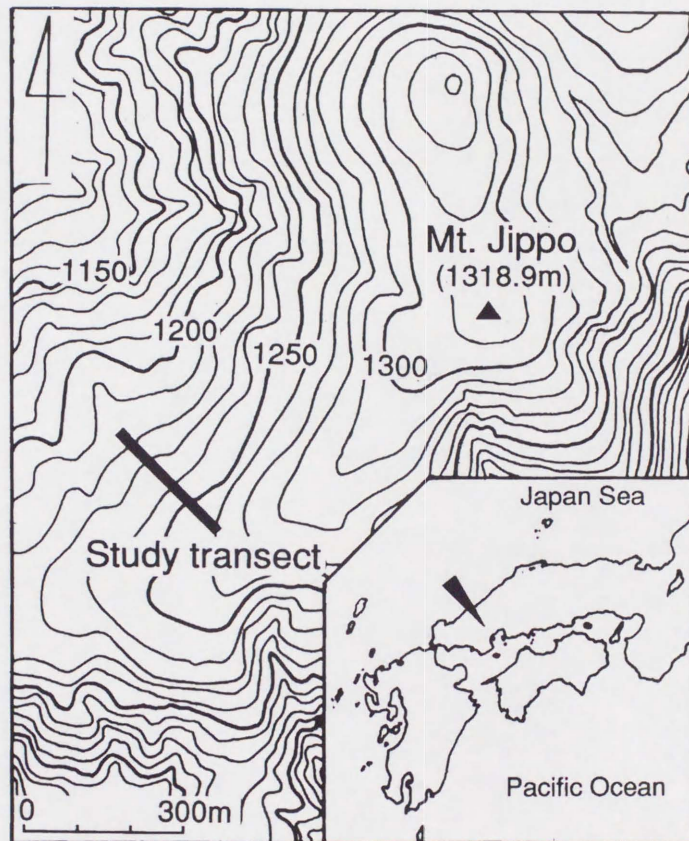 Mt. Jippo
(1318.9m)
1150
1200
1250
1300
Study transect
Japan Sea
Pacific Ocean
0 300m